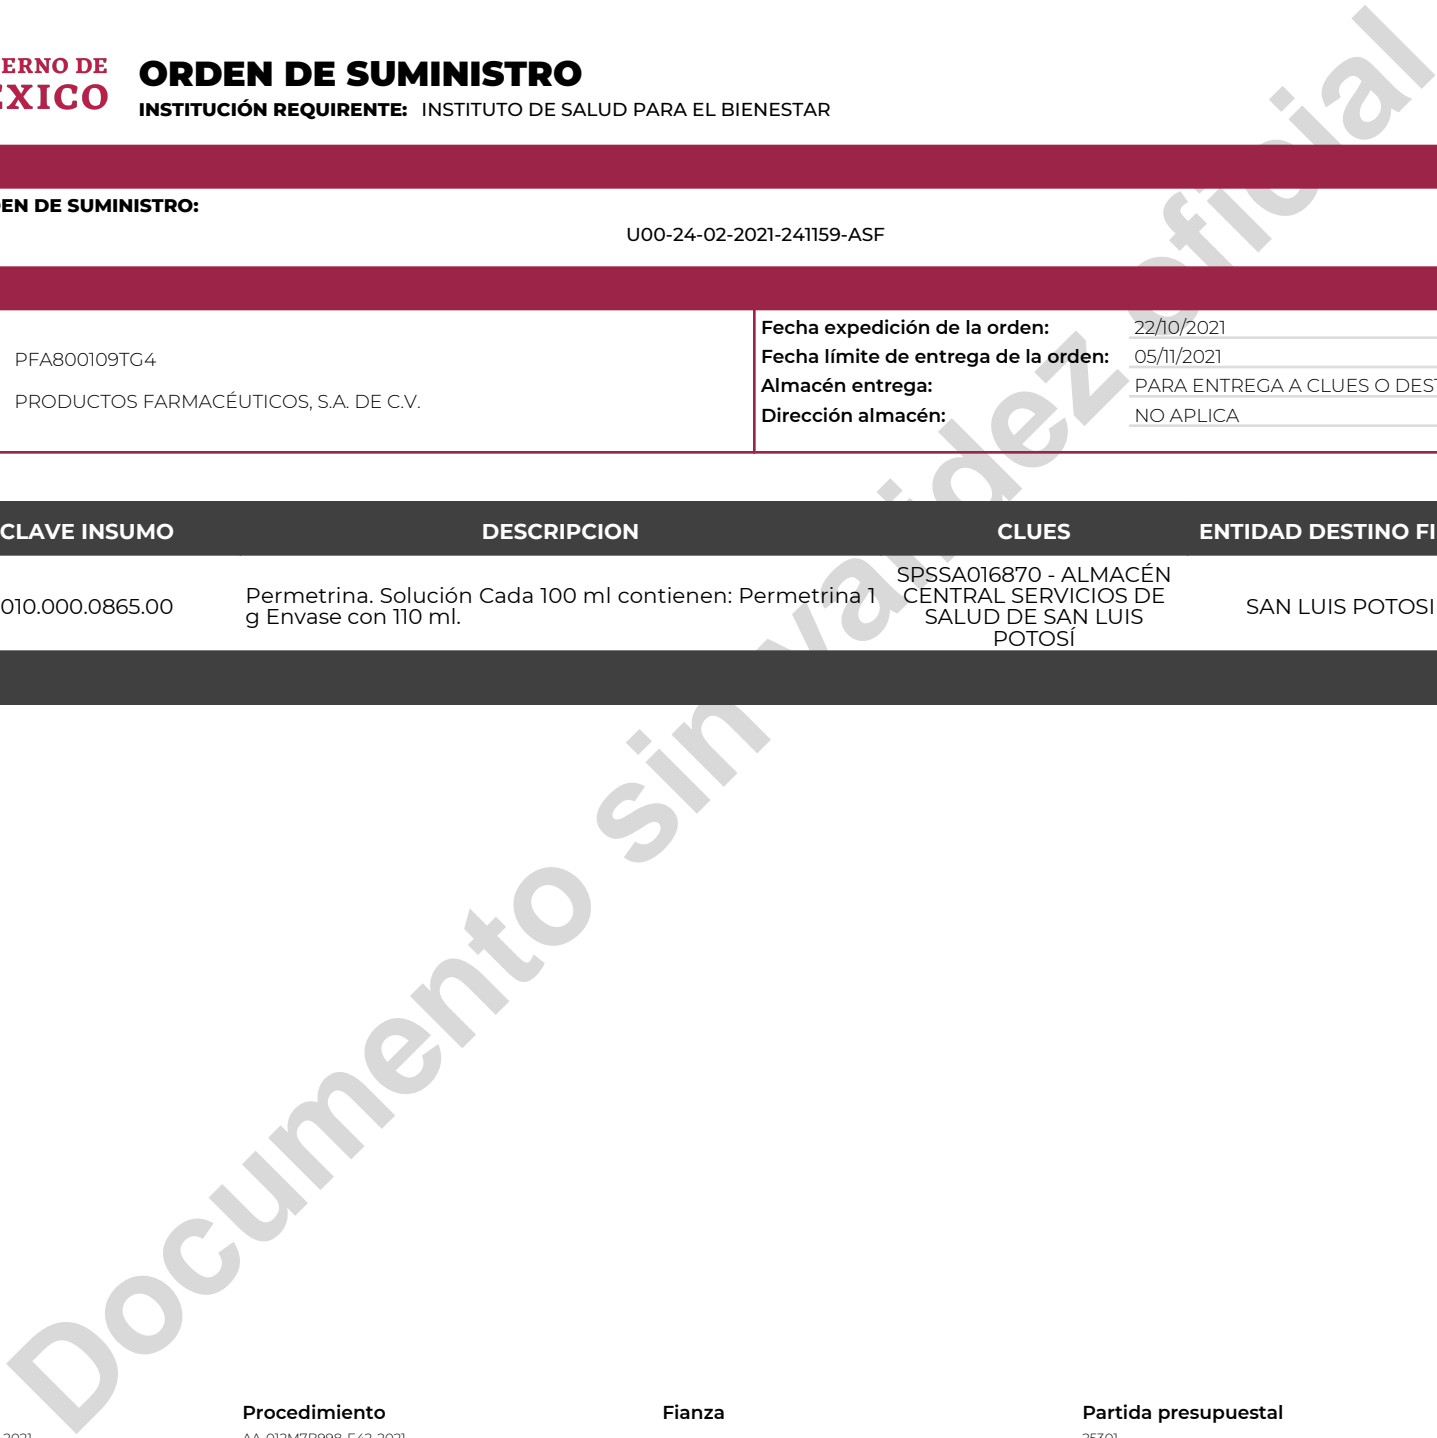 ERNO DE
EXICO
ORDEN DE SUMINISTRO
INSTITUCIÓN REQUIRENTE: INSTITUTO DE SALUD PARA EL BIENESTAR
EN DE SUMINISTRO:
U00-24-02-2021-241159-ASF
PFA800109TG4
PRODUCTOS FARMACÉUTICOS, S.A. DE C.V.
Fecha expedición de la orden: 22/10/2021
Fecha límite de entrega de la orden: 05/11/2021
Almacén entrega: PARA ENTREGA A CLUES O DEST
Dirección almacén: NO APLICA
CLAVE INSUMO DESCRIPCION CLUES ENTIDAD DESTINO FI
010.000.0865.00
Permetrina. Solución Cada 100 ml contienen: Permetrina 1
g Envase con 110 ml.
SPSSA016870 - ALMACÉN
CENTRAL SERVICIOS DE
SALUD DE SAN LUIS
POTOSÍ
SAN LUIS POTOSI
Documento sin validez oficial
Procedimiento Fianza Partida presupuestal